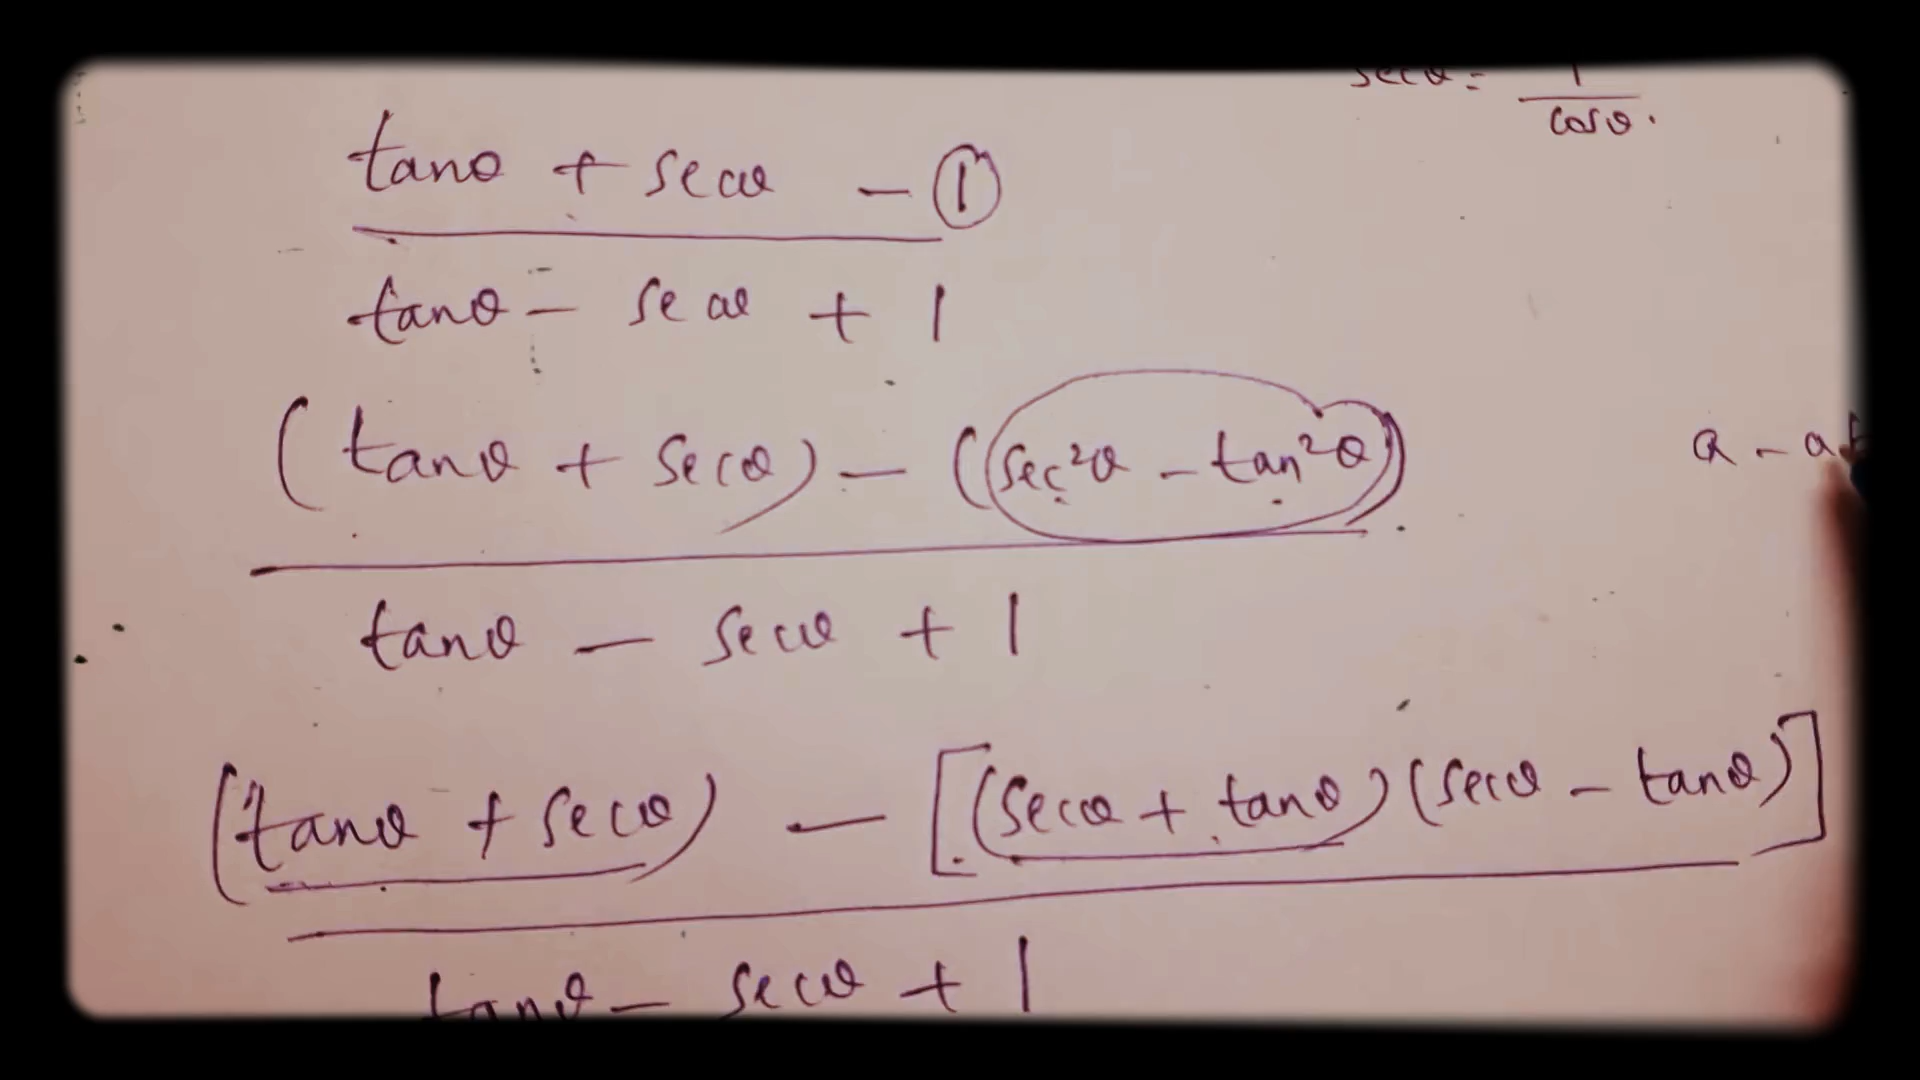 secθ = 1
cosθ.
tanθ + secθ - 1
tanθ - secθ + 1
(tanθ + secθ) - (sec²θ - tan²θ)
a - ab
tanθ - secθ + 1
(tanθ + secθ) - [(secθ + tanθ)(secθ - tanθ)]
tanθ - secθ + 1